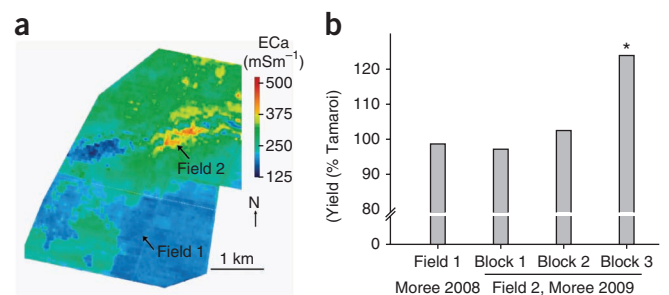 a
ECa
(mSm⁻¹)
500
375
250
125
Field 2
N
Field 1
1 km
b
(Yield (% Tamaroi)
120
110
100
90
80
0
*
Field 1 Block 1 Block 2 Block 3
Moree 2008 Field 2, Moree 2009